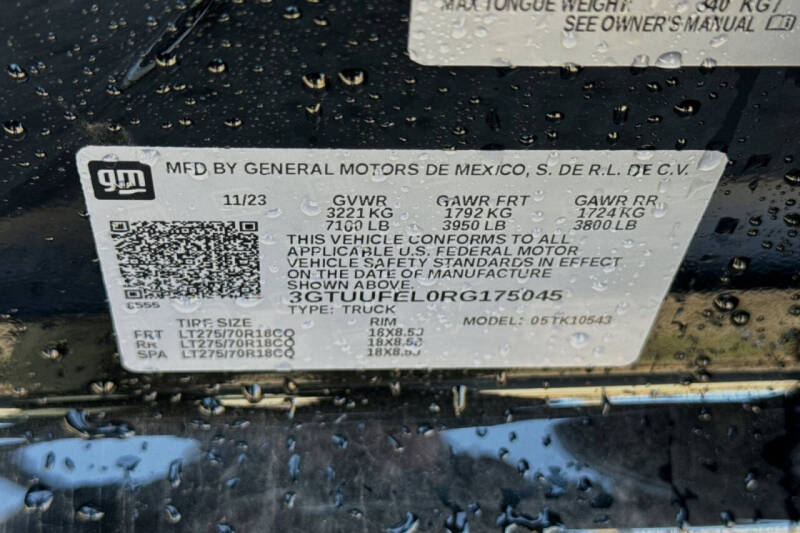 MAX TONGUE WEIGHT: 340 KG /
SEE OWNER'S MANUAL
gm
MFD BY GENERAL MOTORS DE MEXICO, S. DE R.L. DE C.V.
11/23 GVWR GAWR FRT GAWR RR
3221 KG 1792 KG 1724 KG
7100 LB 3950 LB 3800 LB
THIS VEHICLE CONFORMS TO ALL
APPLICABLE U.S. FEDERAL MOTOR
VEHICLE SAFETY STANDARDS IN EFFECT
ON THE DATE OF MANUFACTURE
SHOWN ABOVE.
3GTUUFEL0RG175045
TYPE: TRUCK MODEL: 05TK10543
TIRE SIZE RIM
FRT LT275/70R18CQ 18X8.5J
RR LT275/70R18CQ 18X8.5J
SPA LT275/70R18CQ 18X8.5J